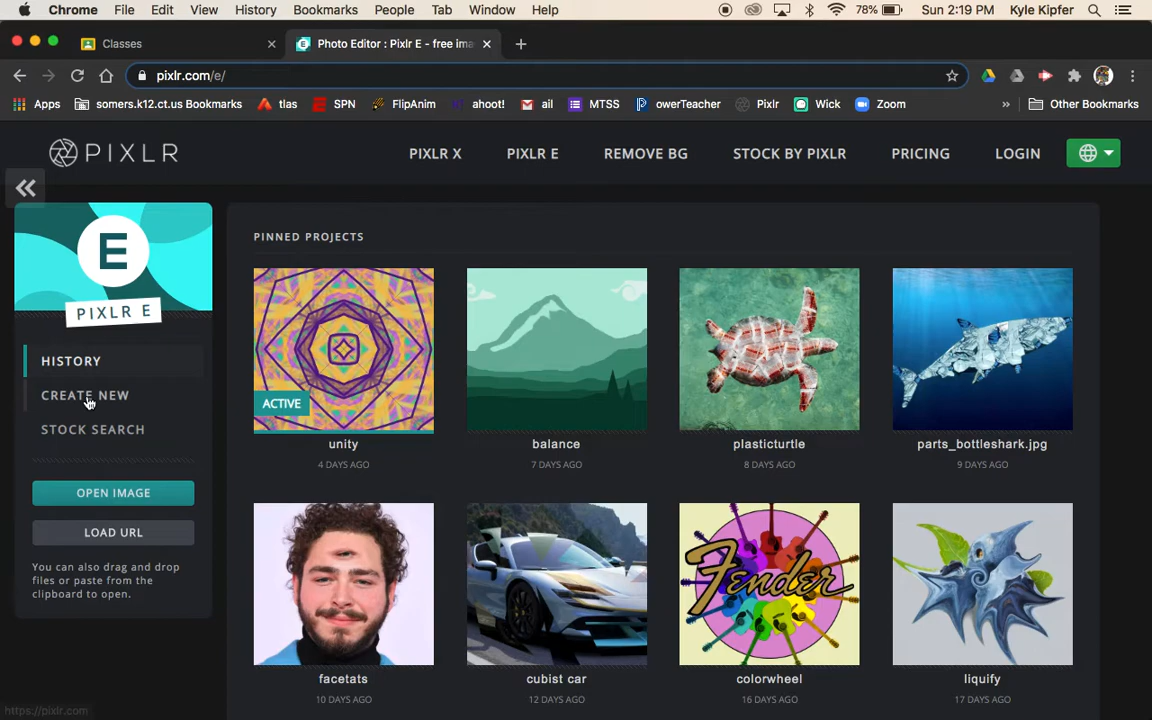 Chrome File Edit View History Bookmarks People Tab Window Help 78% Sun 2:19 PM Kyle Kipfer
Classes Photo Editor : Pixlr E - free ima
pixlr.com/e/
Apps somers.k12.ct.us Bookmarks tlas SPN FlipAnim ahoot! ail MTSS owerTeacher Pixlr Wick Zoom » Other Bookmarks
PIXLR PIXLR X PIXLR E REMOVE BG STOCK BY PIXLR PRICING LOGIN
E
PIXLR E
HISTORY
CREATE NEW
STOCK SEARCH
OPEN IMAGE
LOAD URL
You can also drag and drop
files or paste from the
clipboard to open.
PINNED PROJECTS
ACTIVE
unity balance plasticturtle parts_bottleshark.jpg
4 DAYS AGO 7 DAYS AGO 8 DAYS AGO 9 DAYS AGO
Fender
facetats cubist car colorwheel liquify
10 DAYS AGO 12 DAYS AGO 16 DAYS AGO 17 DAYS AGO
https://pixlr.com